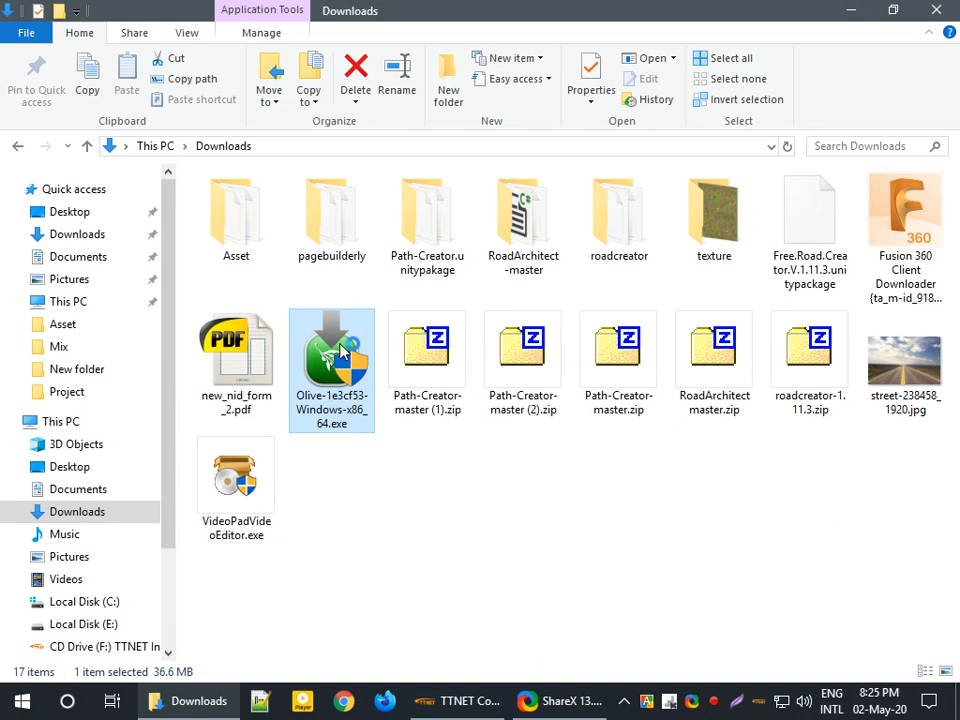 Application Tools
Downloads
File
Home
Share
View
Manage
Pin to Quick
access
Copy
Paste
Cut
Copy path
Paste shortcut
Move
to
Copy
to
Delete
Rename
New
folder
New item
Easy access
Properties
Open
Edit
History
Select all
Select none
Invert selection
Clipboard
Organize
New
Open
Select
This PC
Downloads
Search Downloads
Quick access
Desktop
Downloads
Documents
Pictures
This PC
Asset
Mix
New folder
Project
This PC
3D Objects
Desktop
Documents
Downloads
Music
Pictures
Videos
Local Disk (C:)
Local Disk (E:)
CD Drive (F:) TTNET In
Asset
pagebuilderly
Path-Creator.u
nitypakage
C#
RoadArchitect
-master
roadcreator
texture
Free.Road.Crea
tor.V.1.11.3.uni
typackage
F
360
Fusion 360
Client
Downloader
{ta_m-id_918...
PDF
new_nid_form
_2.pdf
Olive-1e3cf53-
Windows-x86_
64.exe
Z
Path-Creator-
master (1).zip
Z
Path-Creator-
master (2).zip
Z
Path-Creator-
master.zip
Z
RoadArchitect
master.zip
Z
roadcreator-1.
11.3.zip
street-238458_
1920.jpg
VideoPadVide
oEditor.exe
17 items
1 item selected 36.6 MB
Downloads
Player
TTNET Co...
ShareX 13....
ENG
INTL
8:25 PM
02-May-20